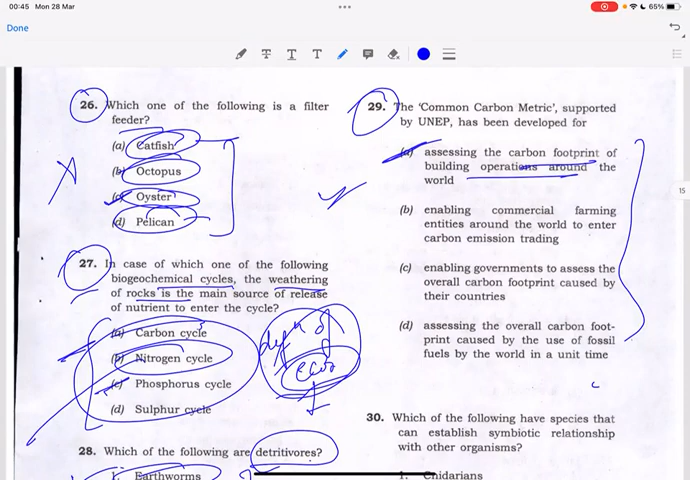 00:45 Mon 28 Mar
65%
Done
26. Which one of the following is a filter
feeder?
(a) Catfish
(b) Octopus
(c) Oyster
(d) Pelican
27. In case of which one of the following
biogeochemical cycles, the weathering
of rocks is the main source of release
of nutrient to enter the cycle?
(a) Carbon cycle
(b) Nitrogen cycle
(c) Phosphorus cycle
(d) Sulphur cycle
28. Which of the following are detritivores?
1. Earthworms
29. The 'Common Carbon Metric', supported
by UNEP, has been developed for
(a) assessing the carbon footprint of
building operations around the
world
(b) enabling commercial farming
entities around the world to enter
carbon emission trading
(c) enabling governments to assess the
overall carbon footprint caused by
their countries
(d) assessing the overall carbon foot-
print caused by the use of fossil
fuels by the world in a unit time
30. Which of the following have species that
can establish symbiotic relationship
with other organisms?
1. Cnidarians
15